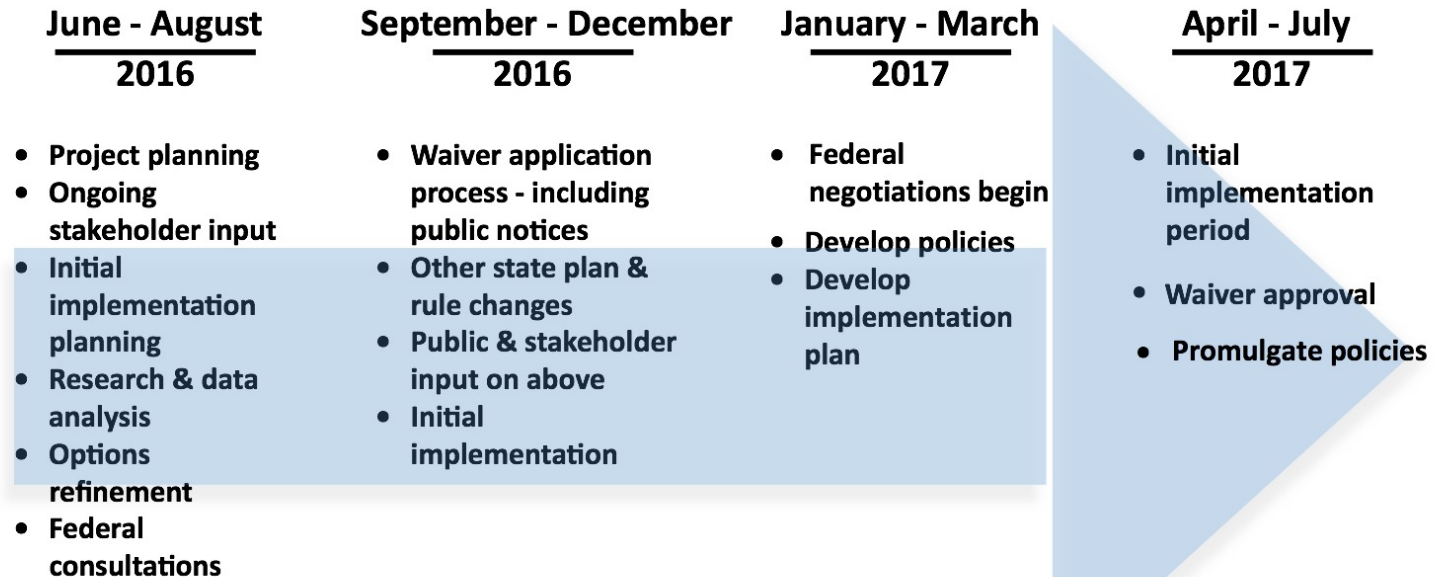 June - August
2016
• Project planning
• Ongoing
stakeholder input
• Initial
implementation
planning
• Research & data
analysis
• Options
refinement
• Federal
consultations
September - December
2016
• Waiver application
process - including
public notices
• Other state plan &
rule changes
• Public & stakeholder
input on above
• Initial
implementation
January - March
2017
• Federal
negotiations begin
• Develop policies
• Develop
implementation
plan
April - July
2017
• Initial
implementation
period
• Waiver approval
• Promulgate policies